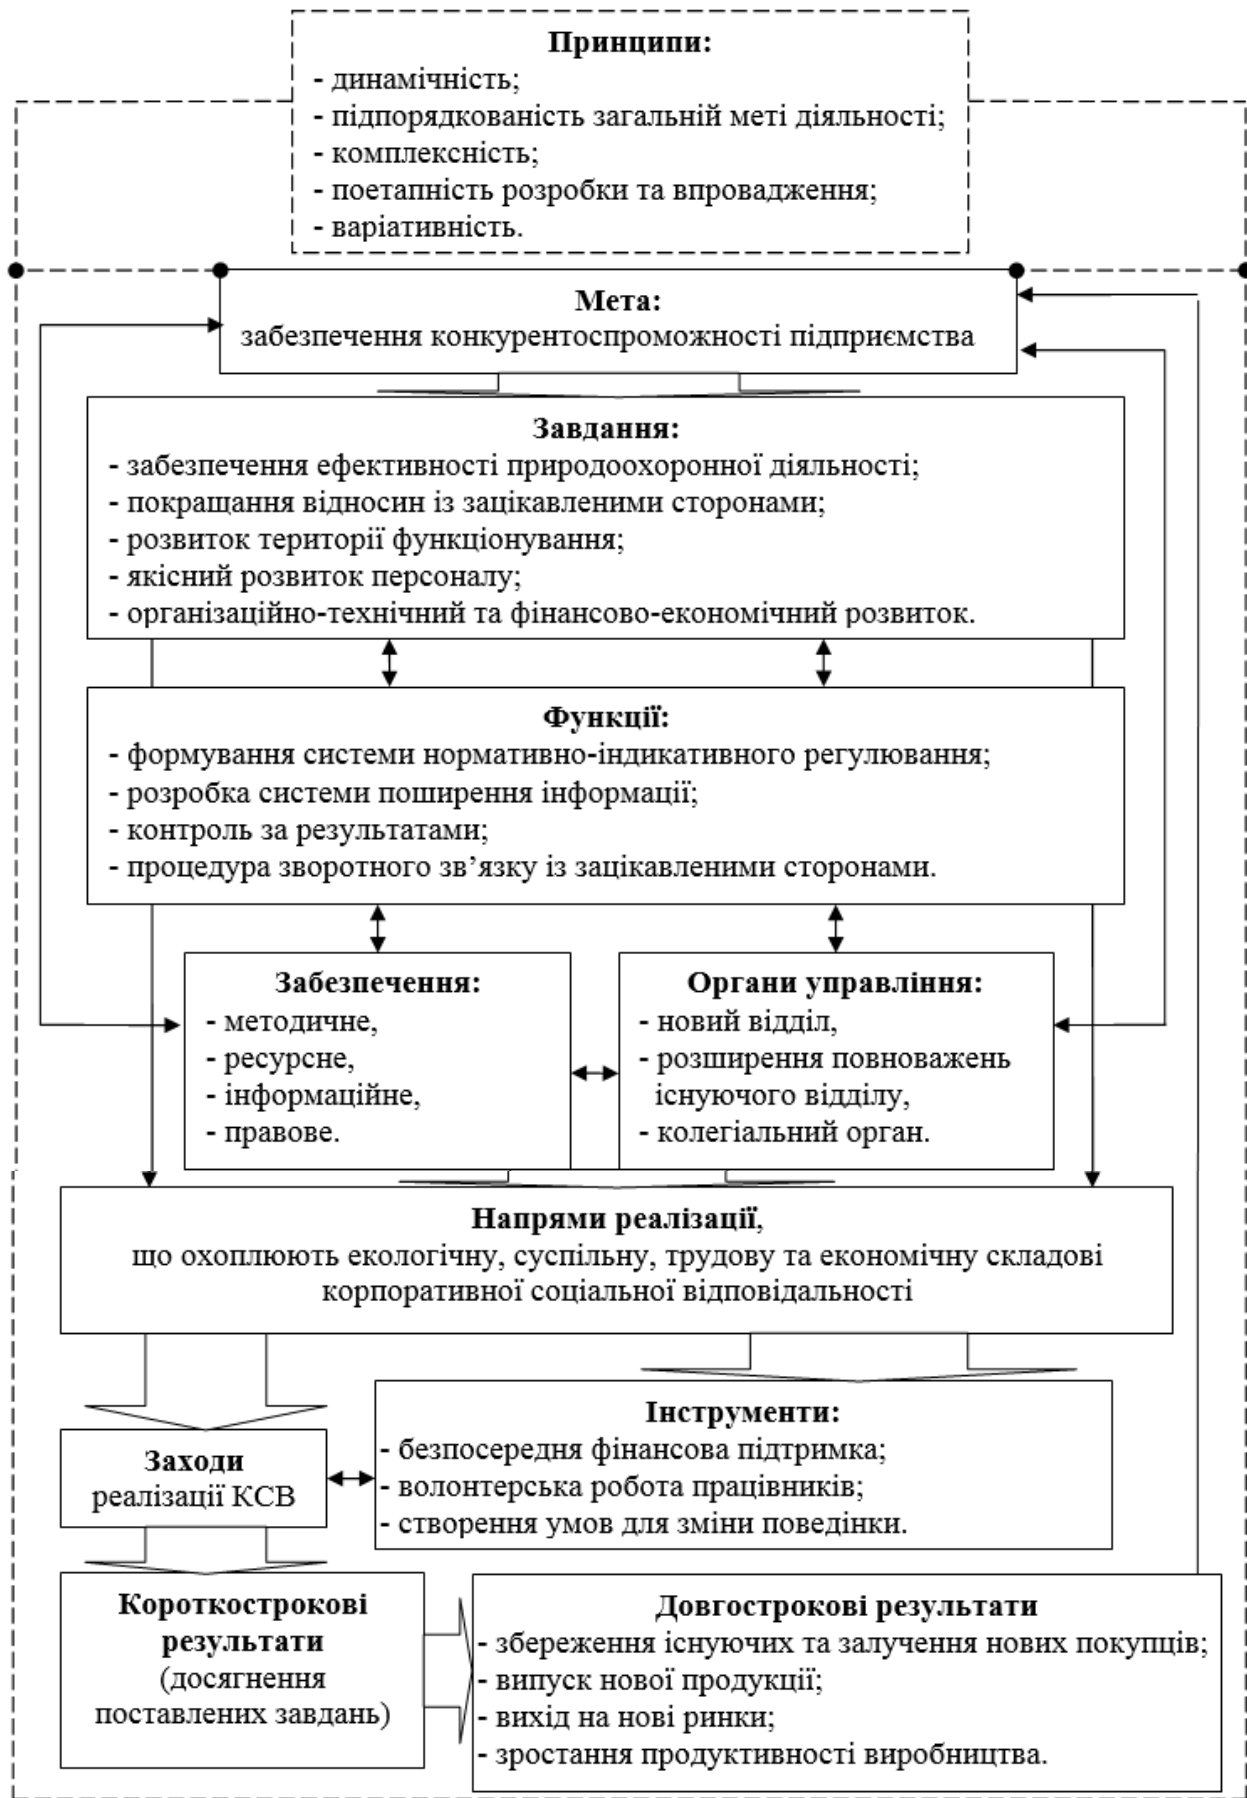 Принципи:
- динамічність;
- підпорядкованість загальній меті діяльності;
- комплексність;
- поетапність розробки та впровадження;
- варіативність.
Мета:
забезпечення конкурентоспроможності підприємства
Завдання:
- забезпечення ефективності природоохоронної діяльності;
- покращання відносин із зацікавленими сторонами;
- розвиток території функціонування;
- якісний розвиток персоналу;
- організаційно-технічний та фінансово-економічний розвиток.
Функції:
- формування системи нормативно-індикативного регулювання;
- розробка системи поширення інформації;
- контроль за результатами;
- процедура зворотного зв’язку із зацікавленими сторонами.
Забезпечення:
- методичне,
- ресурсне,
- інформаційне,
- правове.
Органи управління:
- новий відділ,
- розширення повноважень
існуючого відділу,
- колегіальний орган.
Напрями реалізації,
що охоплюють екологічну, суспільну, трудову та економічну складові
корпоративної соціальної відповідальності
Інструменти:
- безпосередня фінансова підтримка;
- волонтерська робота працівників;
- створення умов для зміни поведінки.
Заходи
реалізації КСВ
Короткострокові
результати
(досягнення
поставлених завдань)
Довгострокові результати
- збереження існуючих та залучення нових покупців;
- випуск нової продукції;
- вихід на нові ринки;
- зростання продуктивності виробництва.